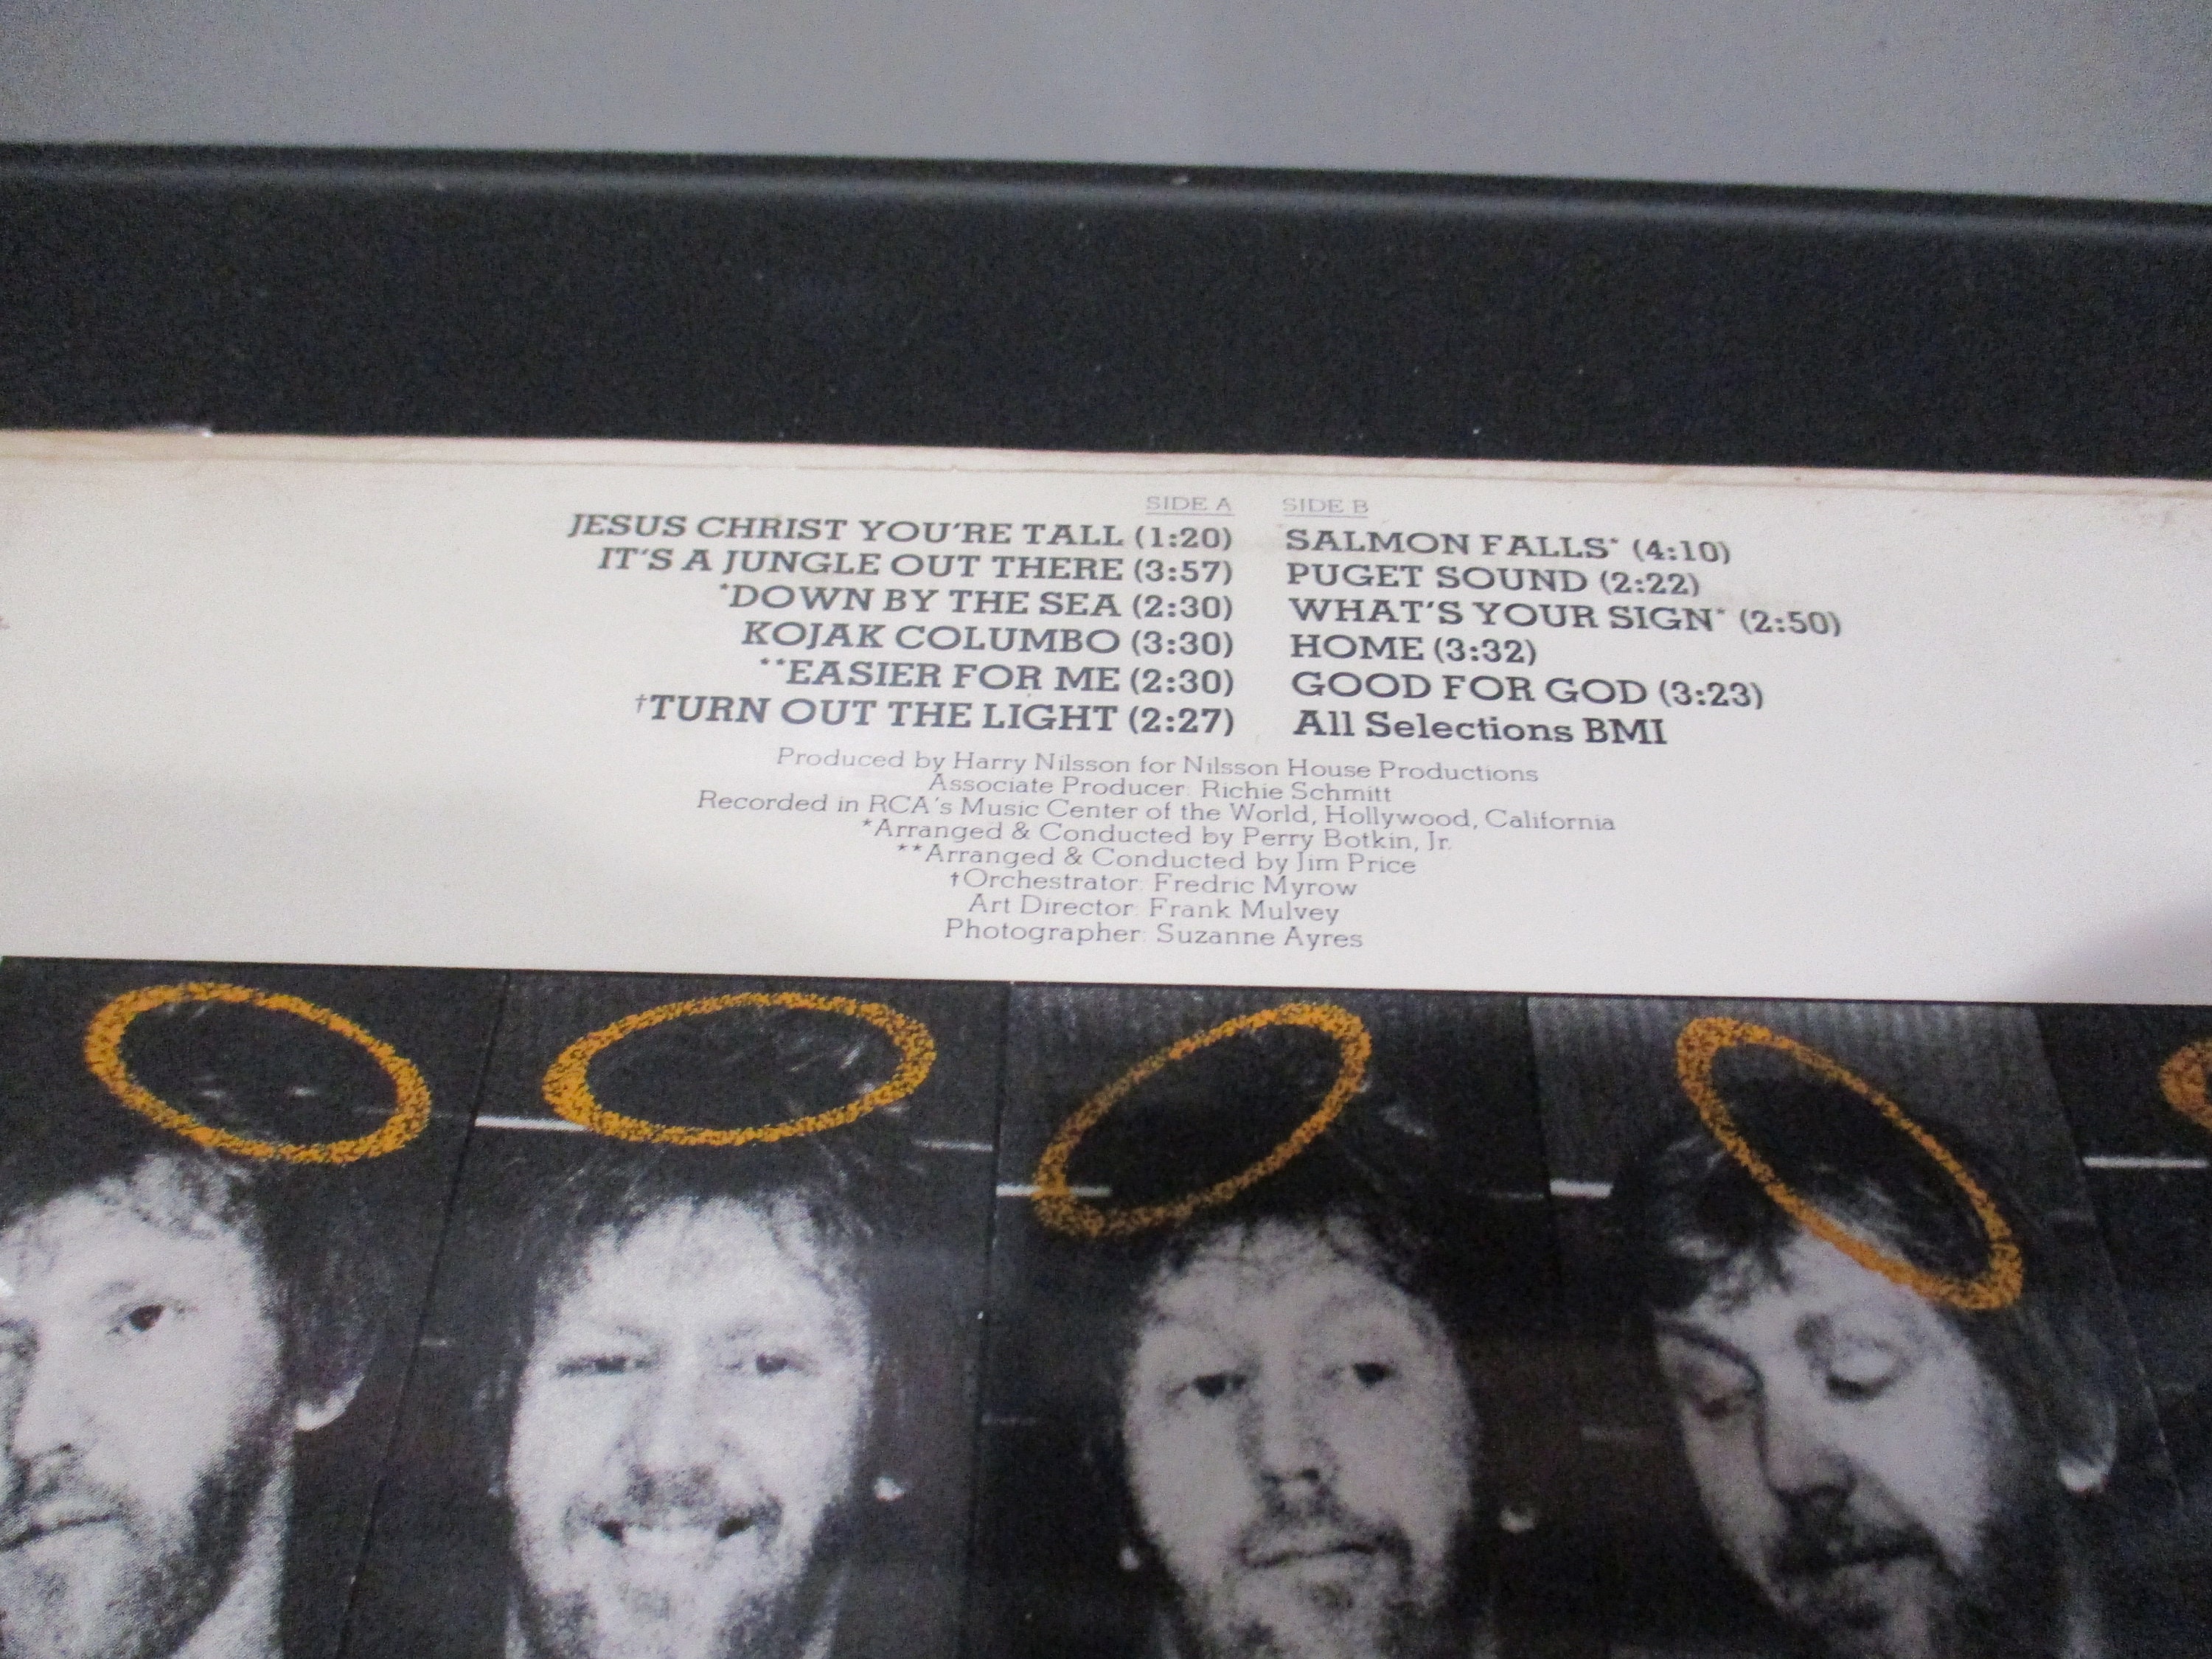 SIDE A
JESUS CHRIST YOU'RE TALL (1:20)
IT'S A JUNGLE OUT THERE (3:57)
*DOWN BY THE SEA (2:30)
KOJAK COLUMBO (3:30)
**EASIER FOR ME (2:30)
†TURN OUT THE LIGHT (2:27)
SIDE B
SALMON FALLS* (4:10)
PUGET SOUND (2:22)
WHAT'S YOUR SIGN* (2:50)
HOME (3:32)
GOOD FOR GOD (3:23)
All Selections BMI
Produced by Harry Nilsson for Nilsson House Productions
Associate Producer: Richie Schmitt
Recorded in RCA's Music Center of the World, Hollywood, California
*Arranged & Conducted by Perry Botkin, Jr.
**Arranged & Conducted by Jim Price
†Orchestrator: Fredric Myrow
Art Director: Frank Mulvey
Photographer: Suzanne Ayres